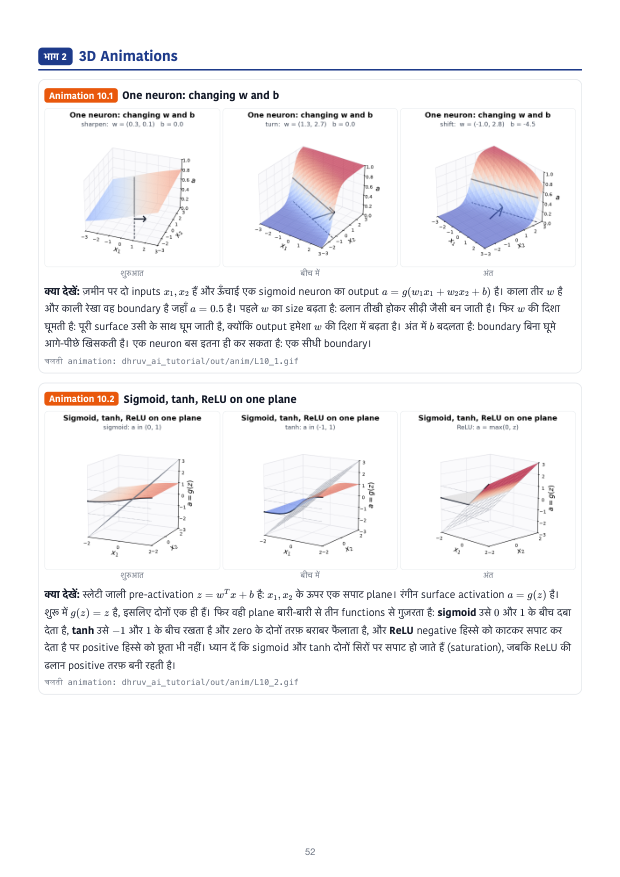 भाग 2 3D Animations
Animation 10.1 One neuron: changing w and b
One neuron: changing w and b
sharpen: w = (0.3, 0.1) b = 0.0
One neuron: changing w and b
turn: w = (1.3, 2.7) b = 0.0
One neuron: changing w and b
shift: w = (-1.0, 2.8) b = -4.5
शुरुआत
बीच में
अंत
क्या देखें: जमीन पर दो inputs x₁, x₂ हैं और ऊँचाई एक sigmoid neuron का output a = g(w₁x₁ + w₂x₂ + b) है। काला तीर w है
और काली रेखा वह boundary है जहाँ a = 0.5 है। पहले w का size बढ़ता है: ढलान तीखी होकर सीढ़ी जैसी बन जाती है। फिर w की दिशा
घूमती है: पूरी surface उसी के साथ घूम जाती है, क्योंकि output हमेशा w की दिशा में बढ़ता है। अंत में b बदलता है: boundary बिना घूमे
आगे-पीछे खिसकती है। एक neuron बस इतना ही कर सकता है: एक सीधी boundary।
चलती animation: dhruv_ai_tutorial/out/anim/L10_1.gif
Animation 10.2 Sigmoid, tanh, ReLU on one plane
Sigmoid, tanh, ReLU on one plane
sigmoid: a in (0, 1)
Sigmoid, tanh, ReLU on one plane
tanh: a in (-1, 1)
Sigmoid, tanh, ReLU on one plane
ReLU: a = max(0, z)
शुरुआत
बीच में
अंत
क्या देखें: स्लेटी जाली pre-activation z = wᵀx + b है: x₁, x₂ के ऊपर एक सपाट plane। रंगीन surface activation a = g(z) है।
शुरू में g(z) = z है, इसलिए दोनों एक ही हैं। फिर वही plane बारी-बारी से तीन functions से गुज़रता है: sigmoid उसे 0 और 1 के बीच दबा
देता है, tanh उसे −1 और 1 के बीच रखता है और zero के दोनों तरफ़ बराबर फैलाता है, और ReLU negative हिस्से को काटकर सपाट कर
देता है पर positive हिस्से को छूता भी नहीं। ध्यान दें कि sigmoid और tanh दोनों सिरों पर सपाट हो जाते हैं (saturation), जबकि ReLU की
ढलान positive तरफ़ बनी रहती है।
चलती animation: dhruv_ai_tutorial/out/anim/L10_2.gif
52